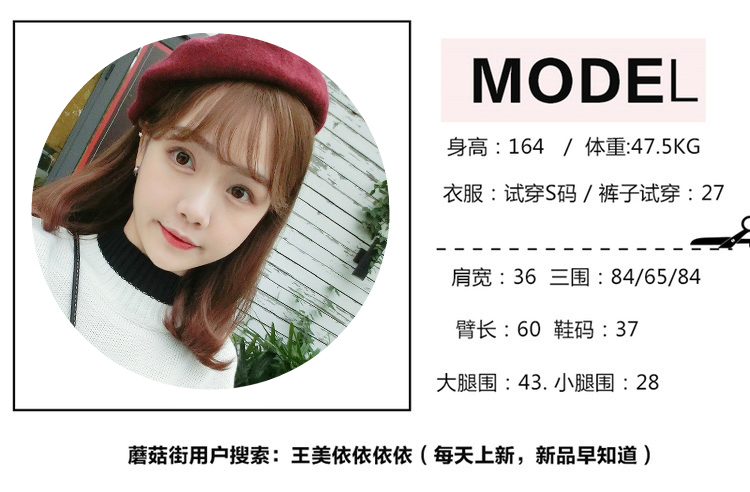 MODEL
身高：164 / 体重:47.5KG
衣服：试穿S码 / 裤子试穿：27
肩宽：36 三围：84/65/84
臂长：60 鞋码：37
大腿围：43. 小腿围：28
蘑菇街用户搜索：王美依依依依（每天上新，新品早知道）